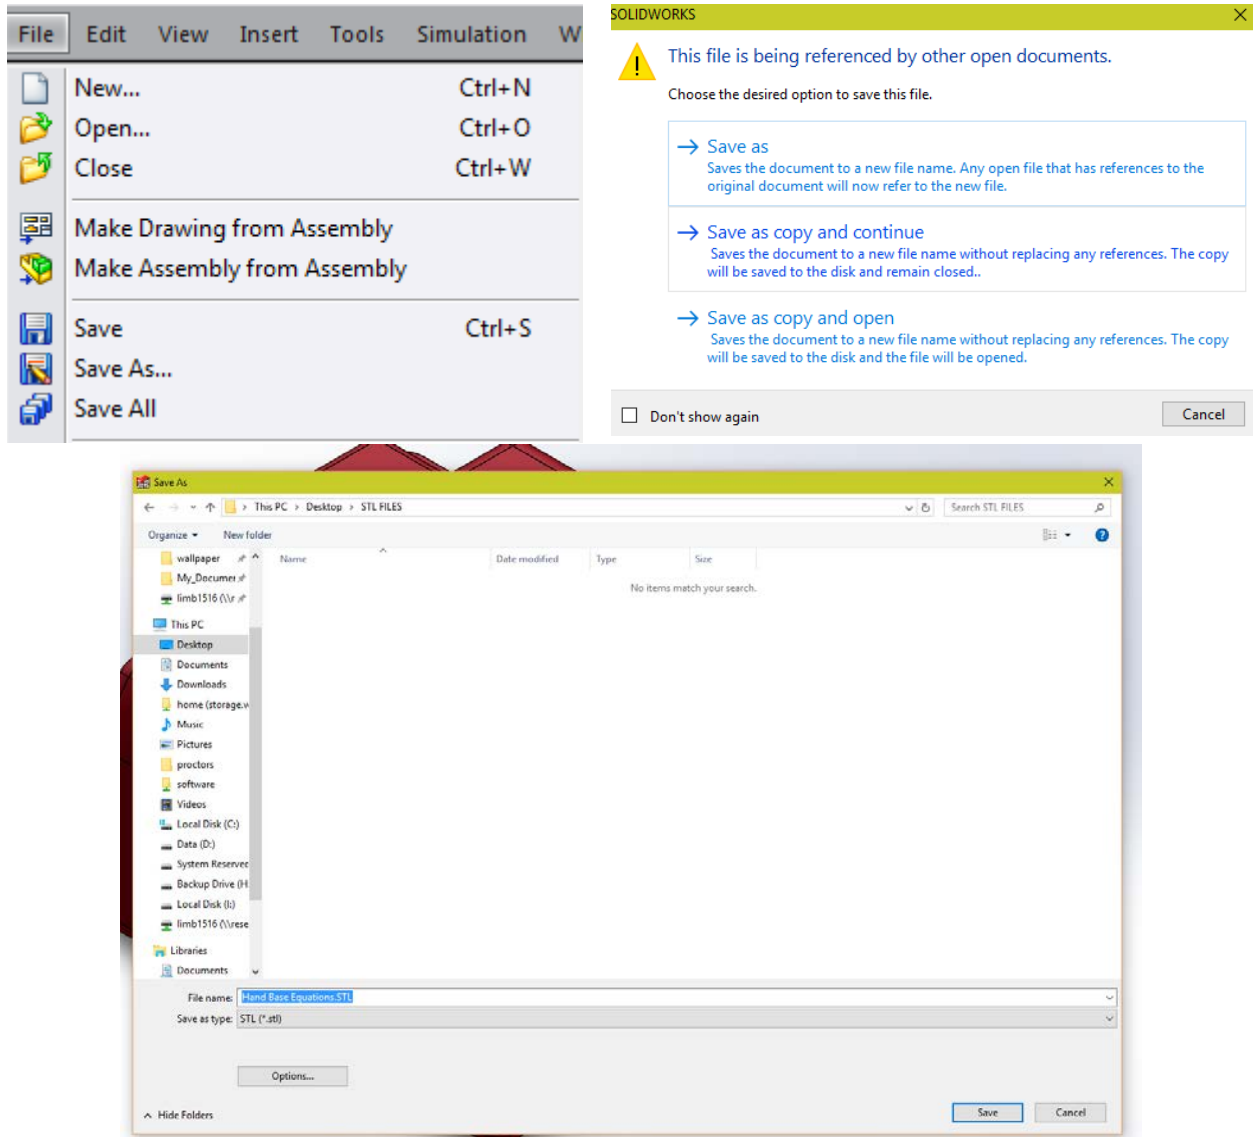 File Edit View Insert Tools Simulation W
New... Ctrl+N
Open... Ctrl+O
Close Ctrl+W
Make Drawing from Assembly
Make Assembly from Assembly
Save Ctrl+S
Save As...
Save All
SOLIDWORKS
This file is being referenced by other open documents.
Choose the desired option to save this file.
Save as
Saves the document to a new file name. Any open file that has references to the
original document will now refer to the new file.
Save as copy and continue
Saves the document to a new file name without replacing any references. The copy
will be saved to the disk and remain closed..
Save as copy and open
Saves the document to a new file name without replacing any references. The copy
will be saved to the disk and the file will be opened.
Don't show again Cancel
Save As
This PC > Desktop > STL FILES Search STL FILES
Organize New folder
Name Date modified Type Size
No items match your search.
wallpaper
My_Documer
limb1516 (\\r
This PC
Desktop
Documents
Downloads
home (storage.w
Music
Pictures
proctors
software
Videos
Local Disk (C:)
Data (D:)
System Reserved
Backup Drive (H
Local Disk (I:)
limb1516 (\\rese
Libraries
Documents
File name: Hand Base Equations.STL
Save as type: STL (*.stl)
Options...
Hide Folders Save Cancel